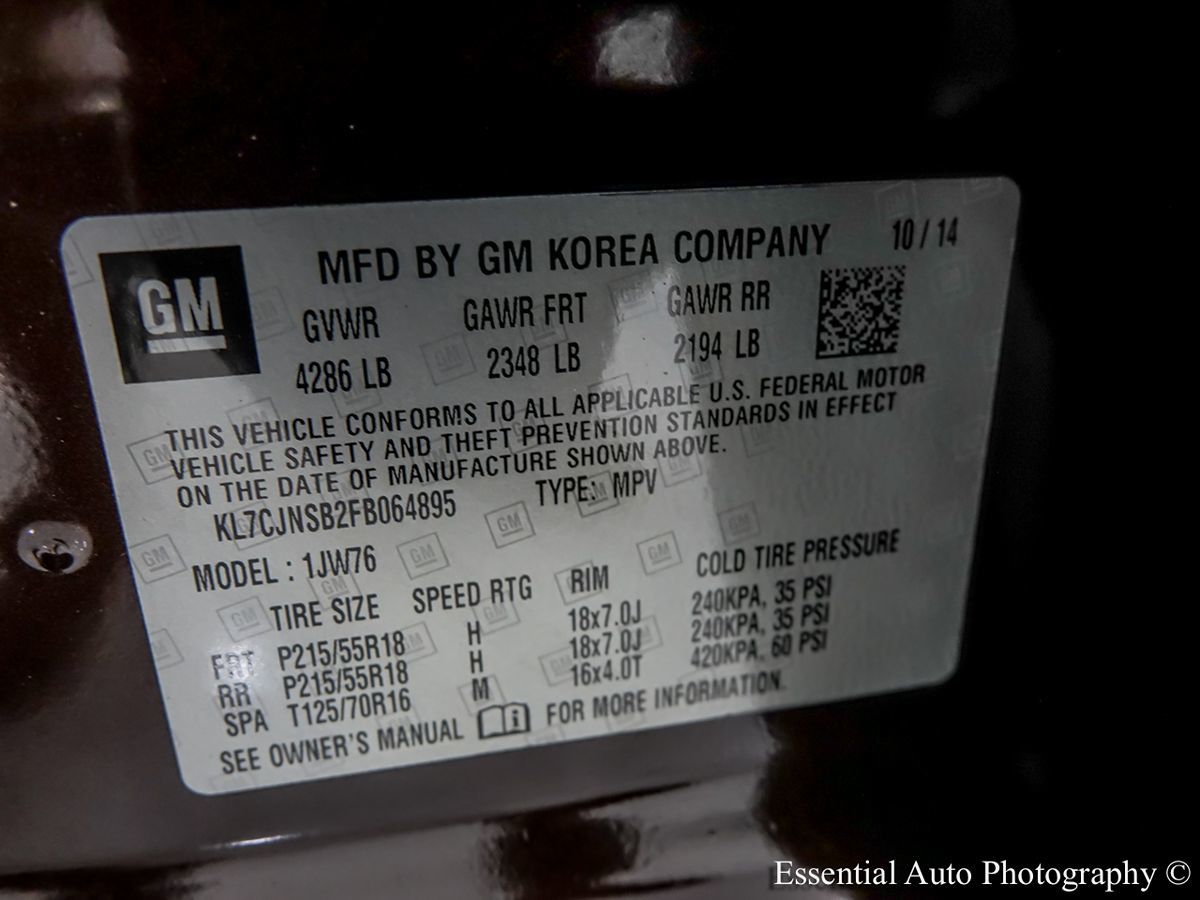 GM
MFD BY GM KOREA COMPANY 10/14
GVWR GAWR FRT GAWR RR
4286 LB 2348 LB 2194 LB
THIS VEHICLE CONFORMS TO ALL APPLICABLE U.S. FEDERAL MOTOR
VEHICLE SAFETY AND THEFT PREVENTION STANDARDS IN EFFECT
ON THE DATE OF MANUFACTURE SHOWN ABOVE.
KL7CJNSB2FB064895 TYPE: MPV
MODEL : 1JW76
TIRE SIZE SPEED RTG RIM COLD TIRE PRESSURE
FRT P215/55R18 H 18x7.0J 240KPA, 35 PSI
RR P215/55R18 H 18x7.0J 240KPA, 35 PSI
SPA T125/70R16 M 16x4.0T 420KPA, 60 PSI
SEE OWNER'S MANUAL FOR MORE INFORMATION.
Essential Auto Photography ©